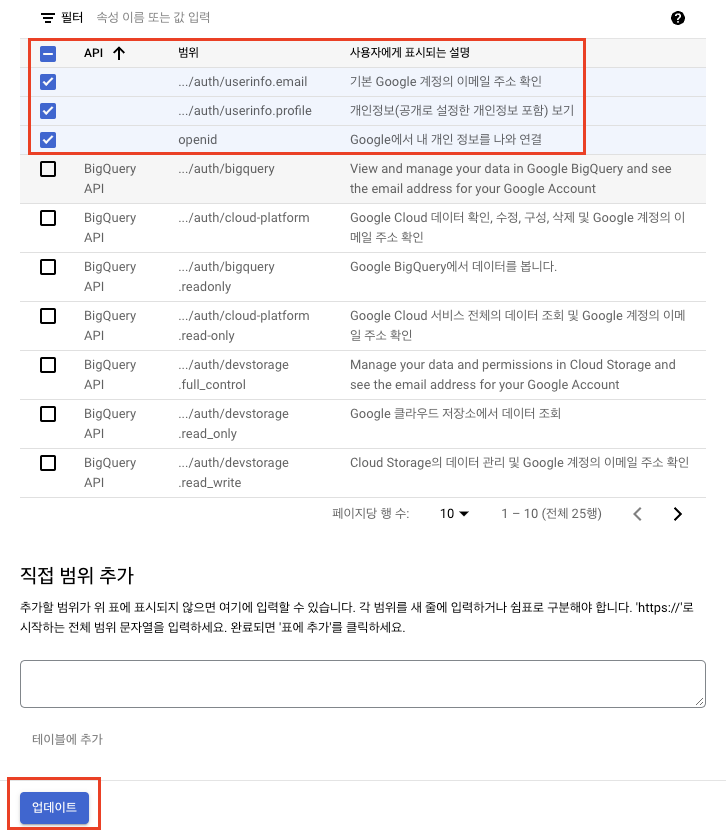 필터 속성 이름 또는 값 입력
API 범위 사용자에게 표시되는 설명
.../auth/userinfo.email 기본 Google 계정의 이메일 주소 확인
.../auth/userinfo.profile 개인정보(공개로 설정한 개인정보 포함) 보기
openid Google에서 내 개인 정보를 나와 연결
BigQuery .../auth/bigquery View and manage your data in Google BigQuery and see
API the email address for your Google Account
BigQuery .../auth/cloud-platform Google Cloud 데이터 확인, 수정, 구성, 삭제 및 Google 계정의 이
API 메일 주소 확인
BigQuery .../auth/bigquery Google BigQuery에서 데이터를 봅니다.
API .readonly
BigQuery .../auth/cloud-platform Google Cloud 서비스 전체의 데이터 조회 및 Google 계정의 이메
API .read-only 일 주소 확인
BigQuery .../auth/devstorage Manage your data and permissions in Cloud Storage and
API .full_control see the email address for your Google Account
BigQuery .../auth/devstorage Google 클라우드 저장소에서 데이터 조회
API .read_only
BigQuery .../auth/devstorage Cloud Storage의 데이터 관리 및 Google 계정의 이메일 주소 확인
API .read_write
페이지당 행 수: 10 1 – 10 (전체 25행)
직접 범위 추가
추가할 범위가 위 표에 표시되지 않으면 여기에 입력할 수 있습니다. 각 범위를 새 줄에 입력하거나 쉼표로 구분해야 합니다. 'https://'로
시작하는 전체 범위 문자열을 입력하세요. 완료되면 '표에 추가'를 클릭하세요.
테이블에 추가
업데이트